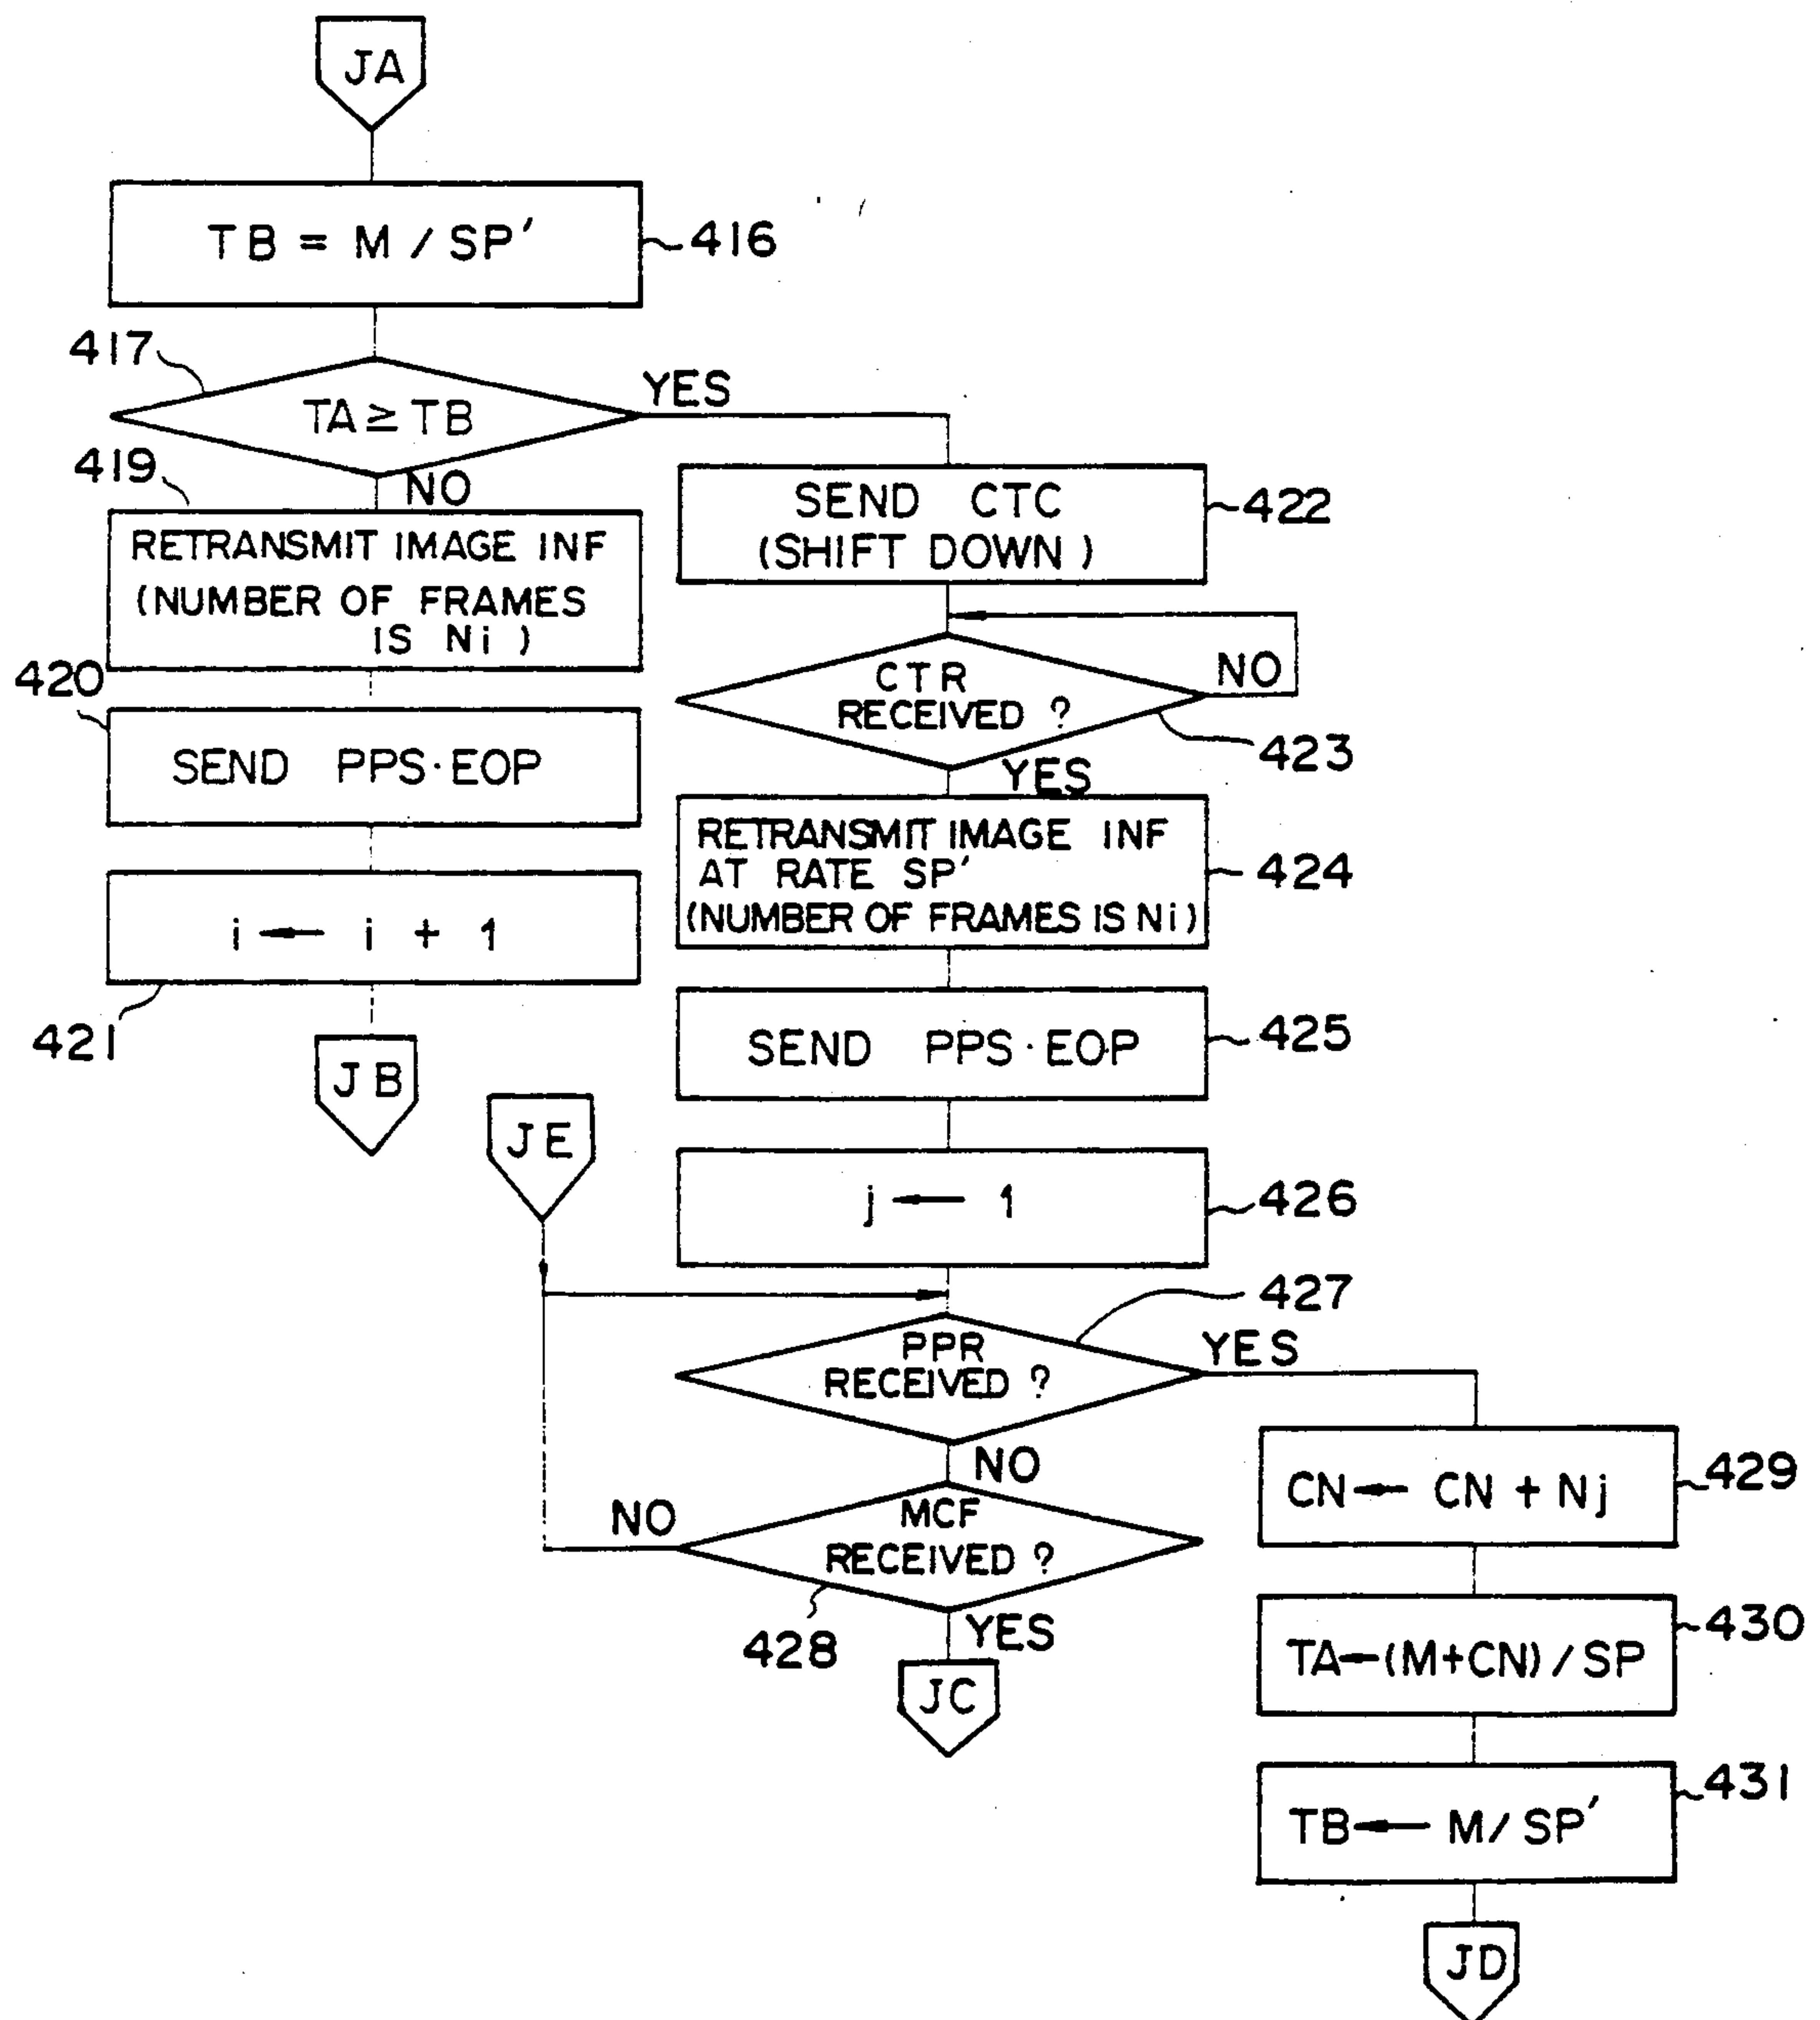 JA
TB = M / SP'
416
417
TA ≥ TB
YES
NO
419
RETRANSMIT IMAGE INF
(NUMBER OF FRAMES
IS Ni )
420
SEND PPS·EOP
i ← i + 1
421
JB
SEND CTC
(SHIFT DOWN )
422
CTR
RECEIVED ?
NO
423
YES
RETRANSMIT IMAGE INF
AT RATE SP'
(NUMBER OF FRAMES IS Ni)
424
SEND PPS·EOP
425
JE
j ← 1
426
427
PPR
RECEIVED ?
YES
NO
MCF
RECEIVED ?
NO
428
YES
JC
CN ← CN + Nj
429
TA ← (M+CN) / SP
430
TB ← M / SP'
431
JD